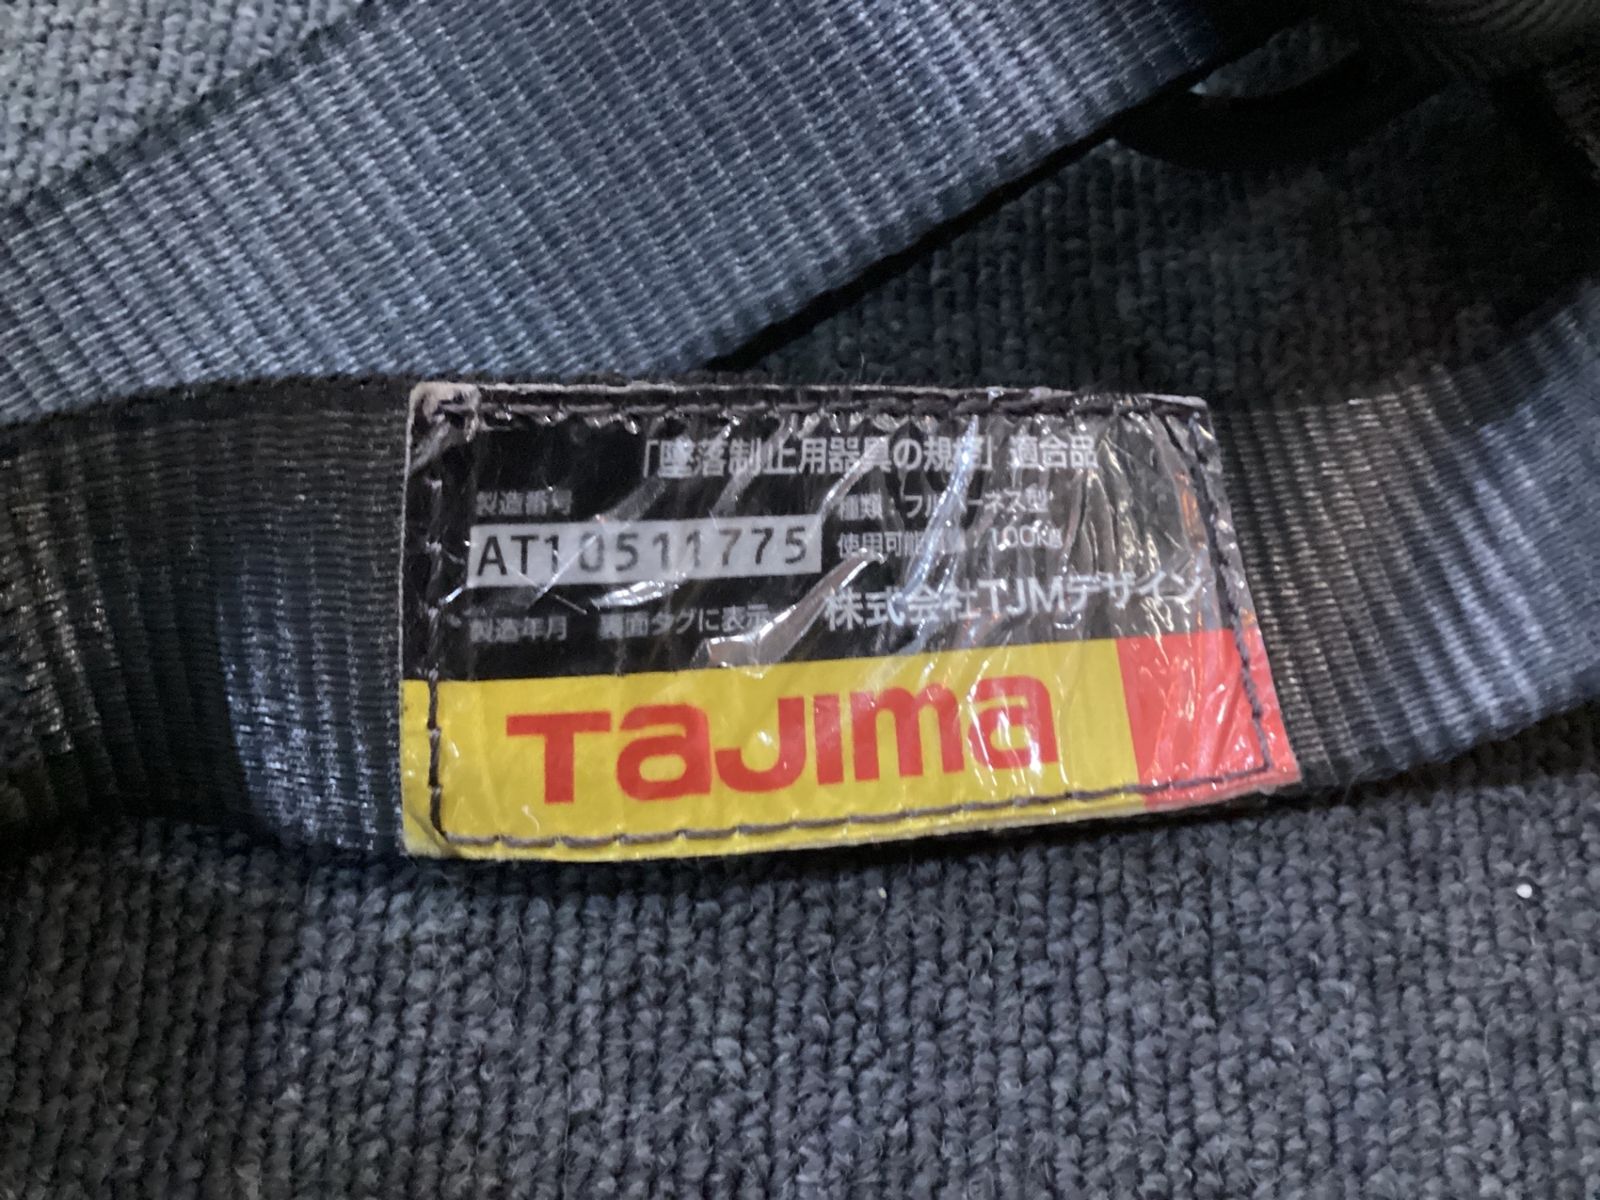 「墜落制止用器具の規格」適合品
製造番号
AT10511775
種類：フルハーネス型
使用可能質量：100kg
製造年月 裏面タグに表示
株式会社TJMデザイン
TaJIma